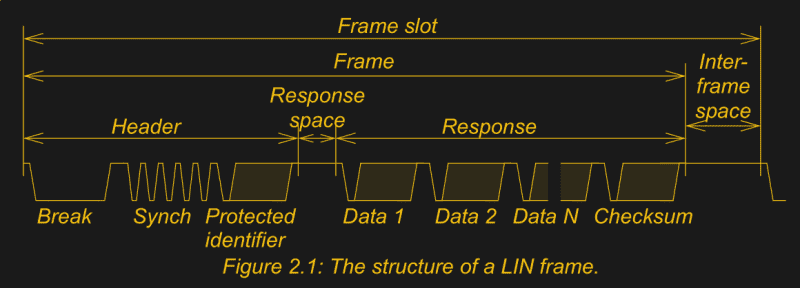 Frame slot
Frame
Inter-
frame
space
Response
space
Header
Response
Break
Synch
Protected
identifier
Data 1
Data 2
Data N
Checksum
Figure 2.1: The structure of a LIN frame.